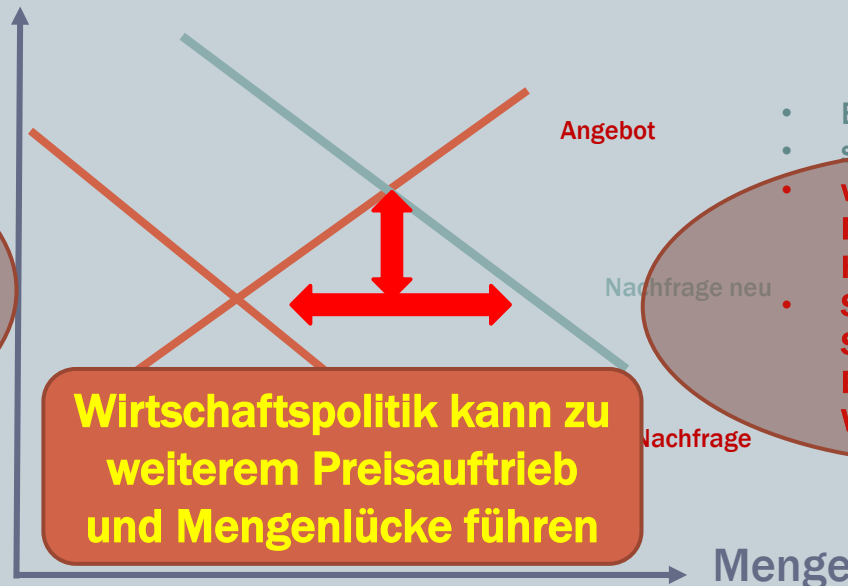 Angebot
Nachfrage neu
Wirtschaftspolitik kann zu
weiterem Preisauftrieb
und Mengenlücke führen
Nachfrage
Menge